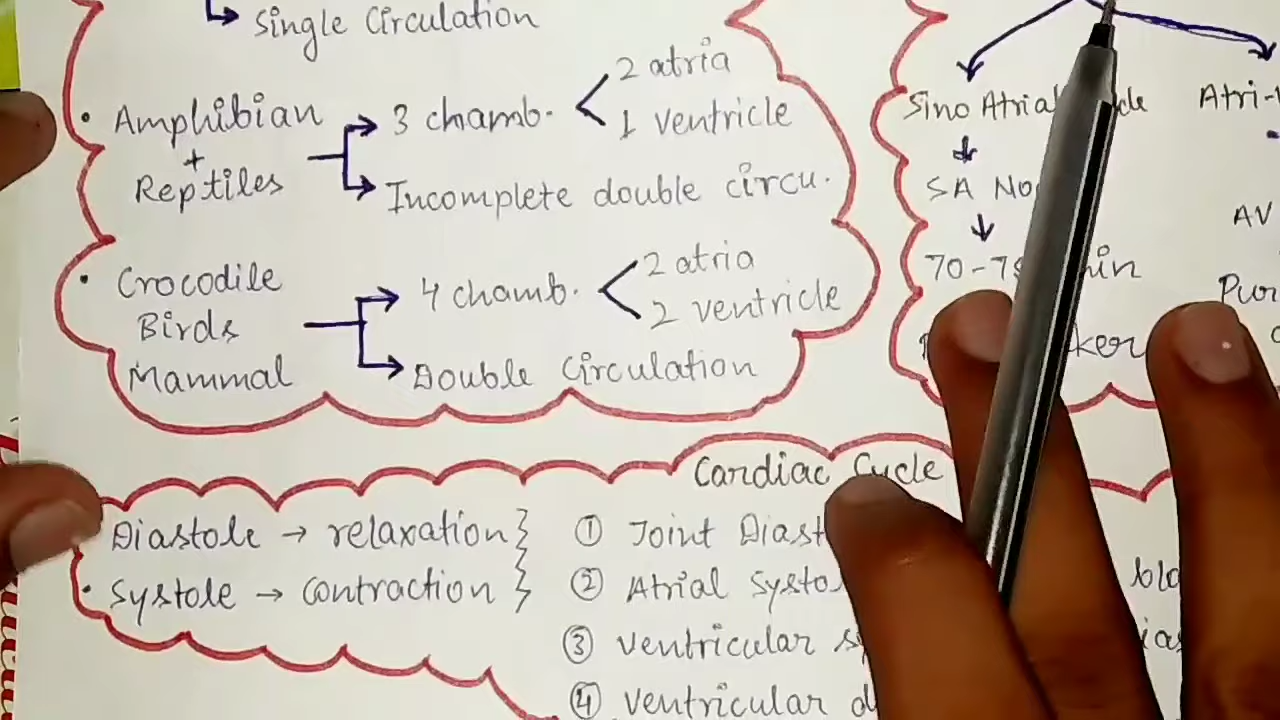 Single Circulation
Amphibian
+
Reptiles
3 chamb.
2 atria
1 ventricle
Incomplete double circu.
Crocodile
Birds
Mammal
4 chamb.
2 atria
2 ventricle
Double Circulation
Sino Atrial
SA
70-7
Atri-
AV
Cardiac Cycle
Diastole → relaxation
Systole → contraction
① Joint Diast
② Atrial Systo
③ ventricular s
④ ventricular d